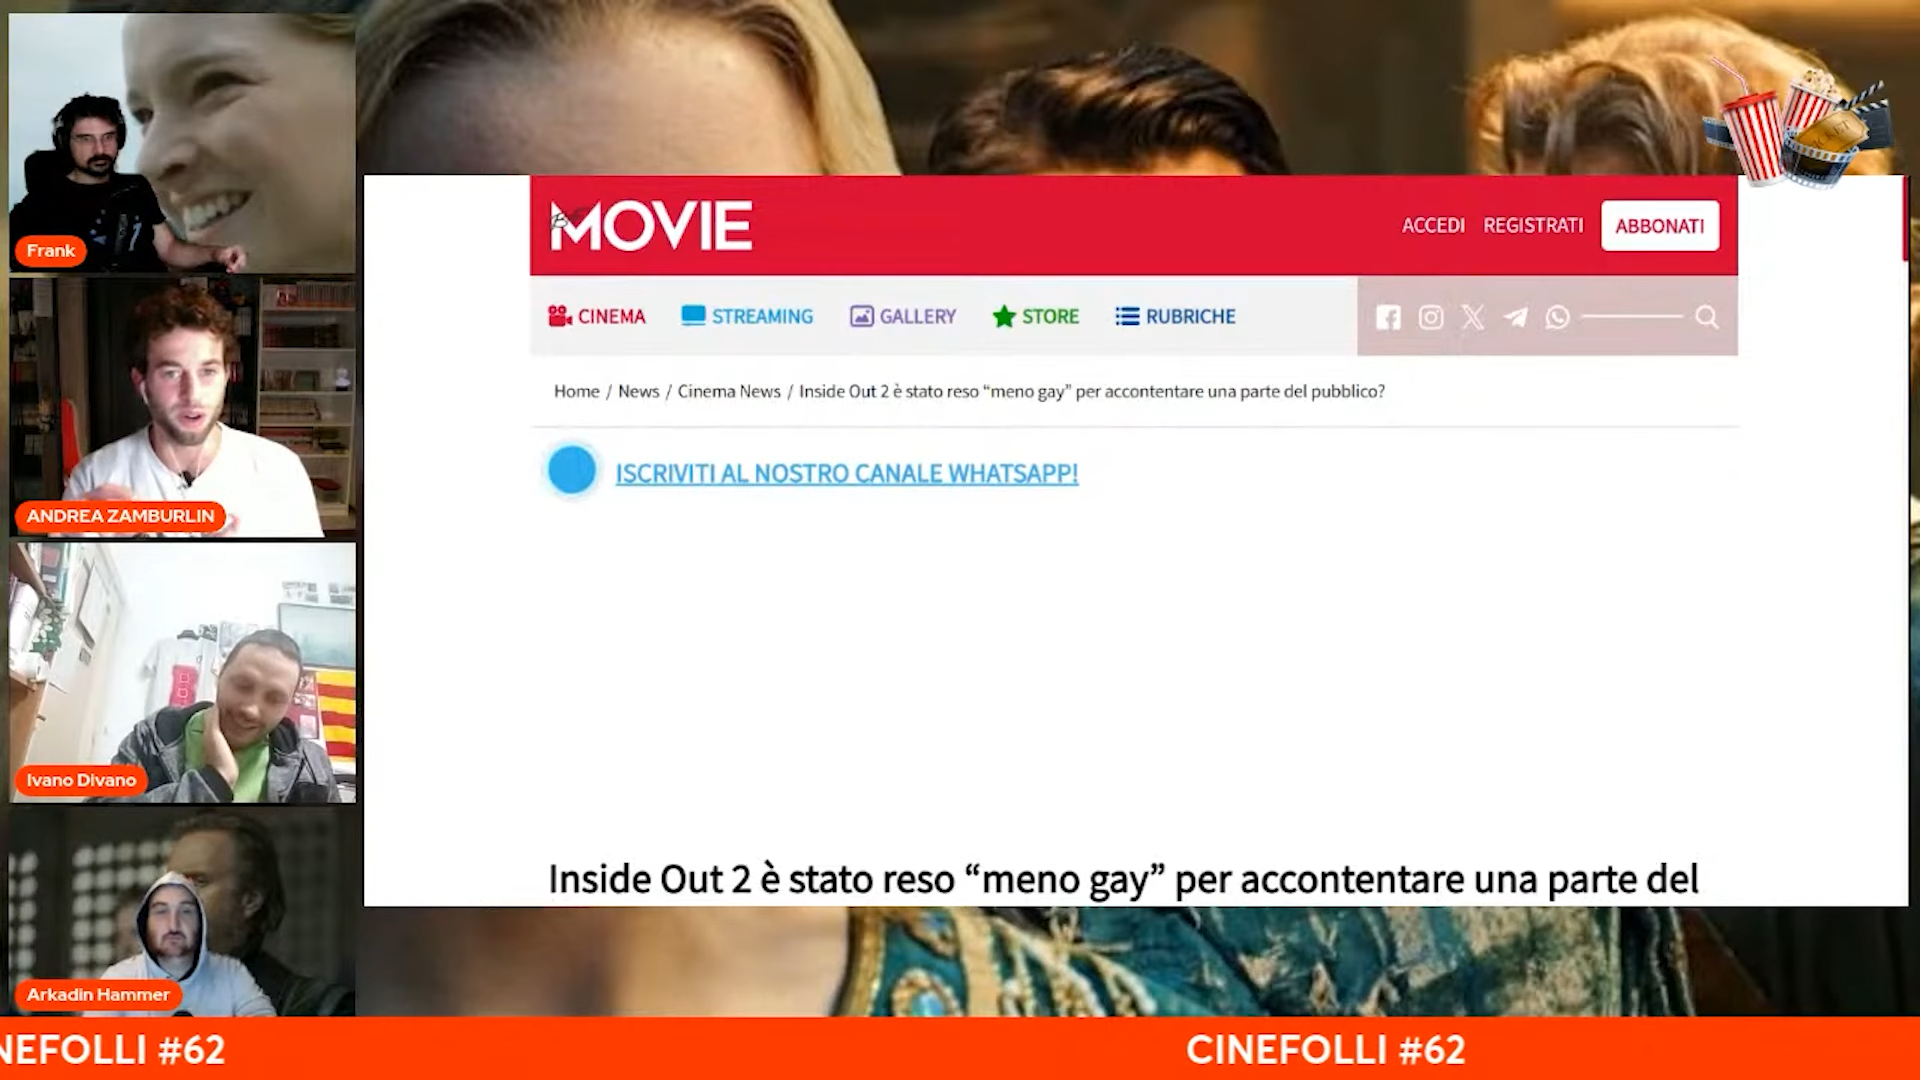 Frank
ANDREA ZAMBURLIN
Ivano Divano
Arkadin Hammer
MOVIE
ACCEDI REGISTRATI ABBONATI
CINEMA STREAMING GALLERY STORE RUBRICHE
Home / News / Cinema News / Inside Out 2 è stato reso “meno gay” per accontentare una parte del pubblico?
ISCRIVITI AL NOSTRO CANALE WHATSAPP!
Inside Out 2 è stato reso “meno gay” per accontentare una parte del
NEFOLLI #62
CINEFOLLI #62